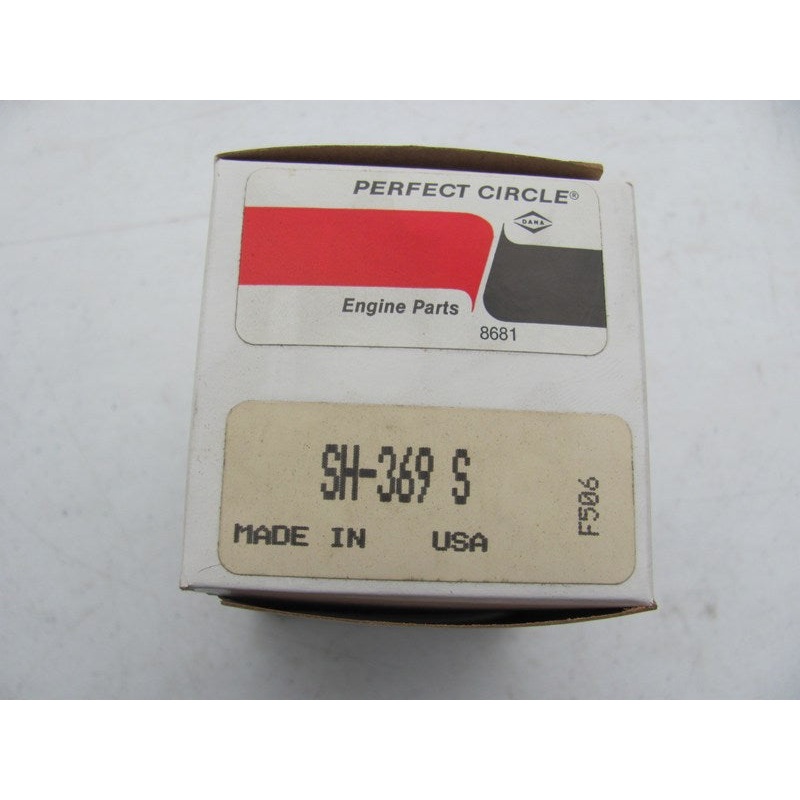 PERFECT CIRCLE®
DANA
Engine Parts
8681
SH-369 S
MADE IN USA
F506